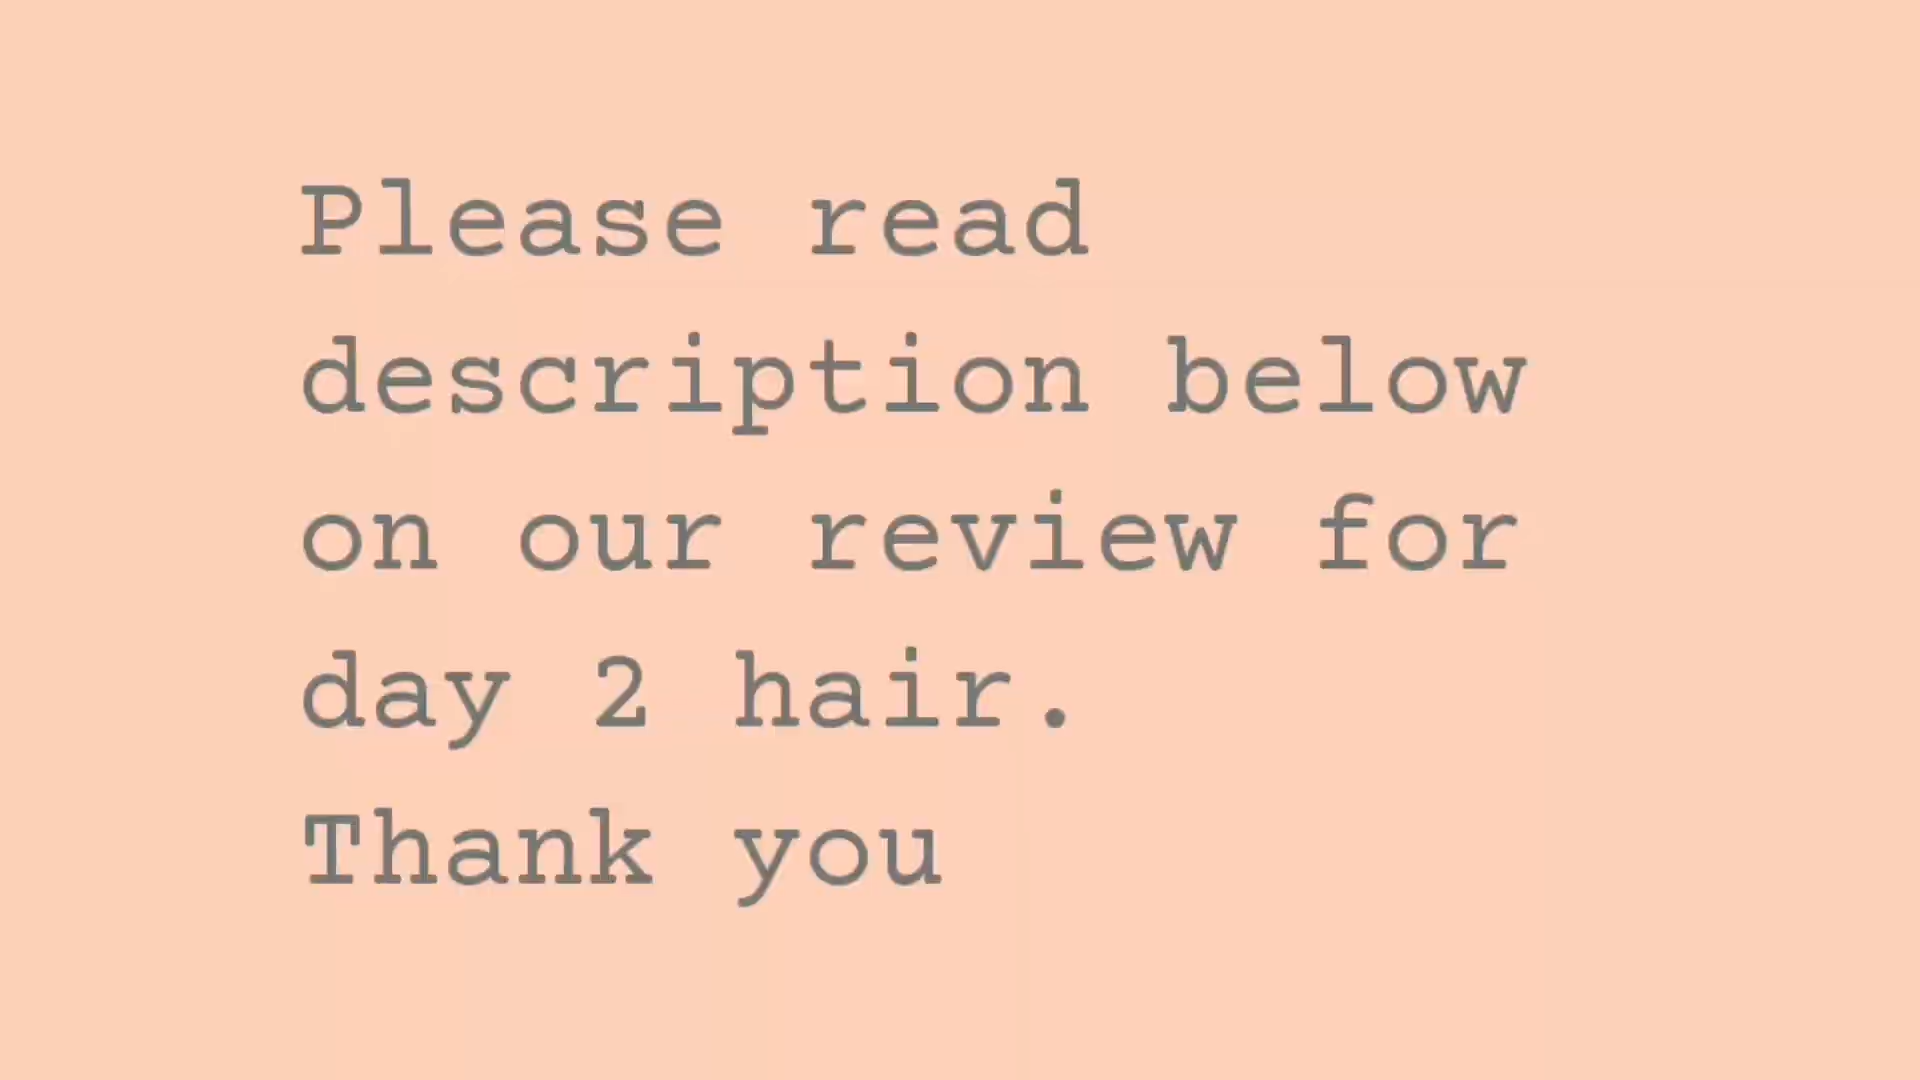 Please read
description below
on our review for
day 2 hair.
Thank you